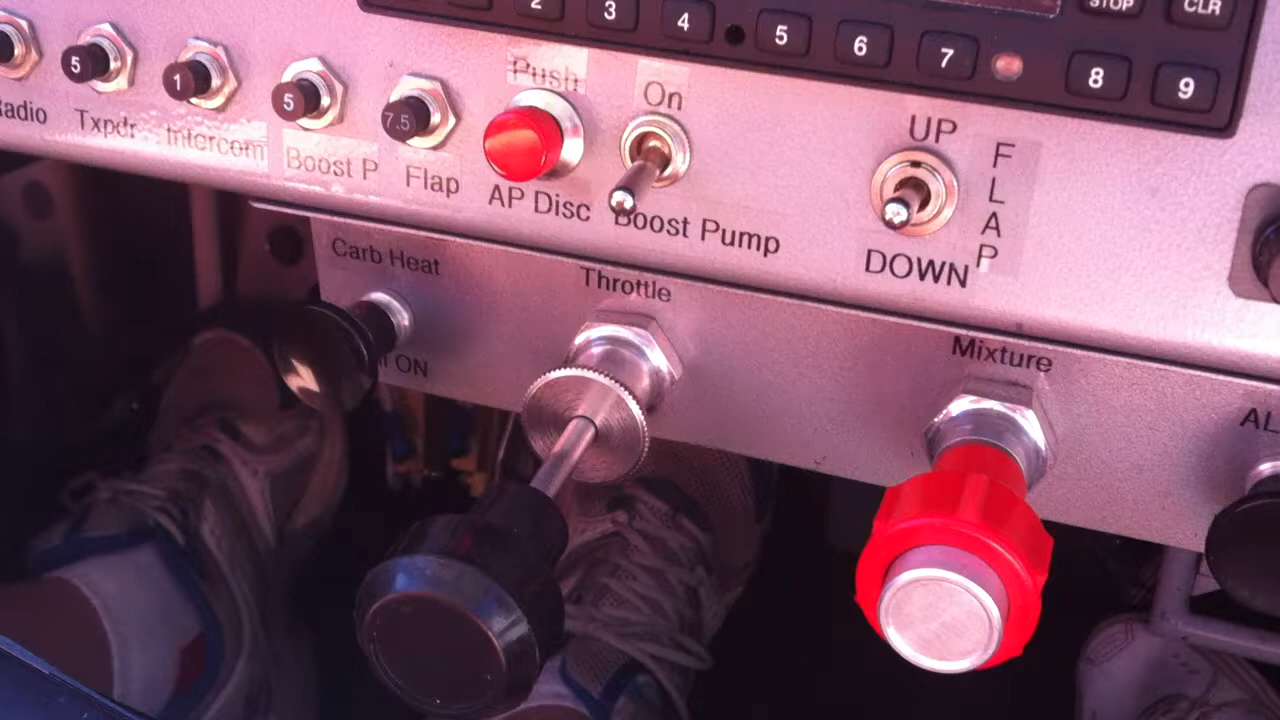 2 3 4 5 6 7 8 9
STOP CLR
5 1 5 7.5
Push
On
UP
FLAP
DOWN
Radio Txpdr Intercom Boost P Flap AP Disc Boost Pump
Carb Heat
ON
Throttle
Mixture
AL